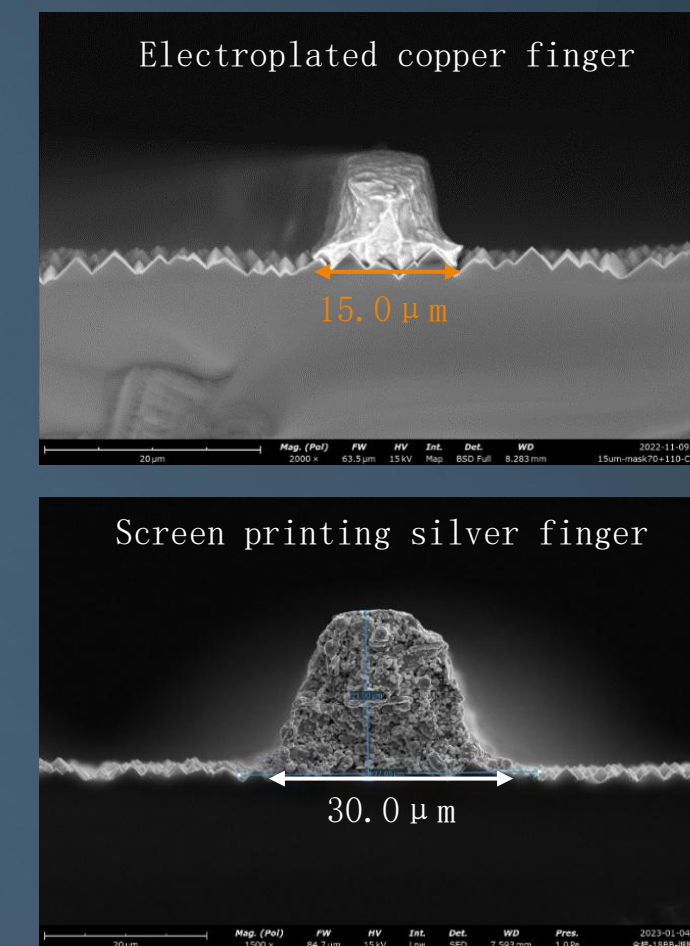 Electroplated copper finger
15.0μm
Mag. (Pol) FW HV Int. Det. WD 2022-11-09
20 μm 2000 × 63.5 μm 15 kV Map BSD Full 8.283 mm 15um-mask70+110-C
Screen printing silver finger
30.0μm
Mag. (Pol) FW HV Int. Det. WD Pres. 2023-01-04
20 μm 1500 × 84.7 μm 15 kV Low SED 7.593 mm 1.0 Pa